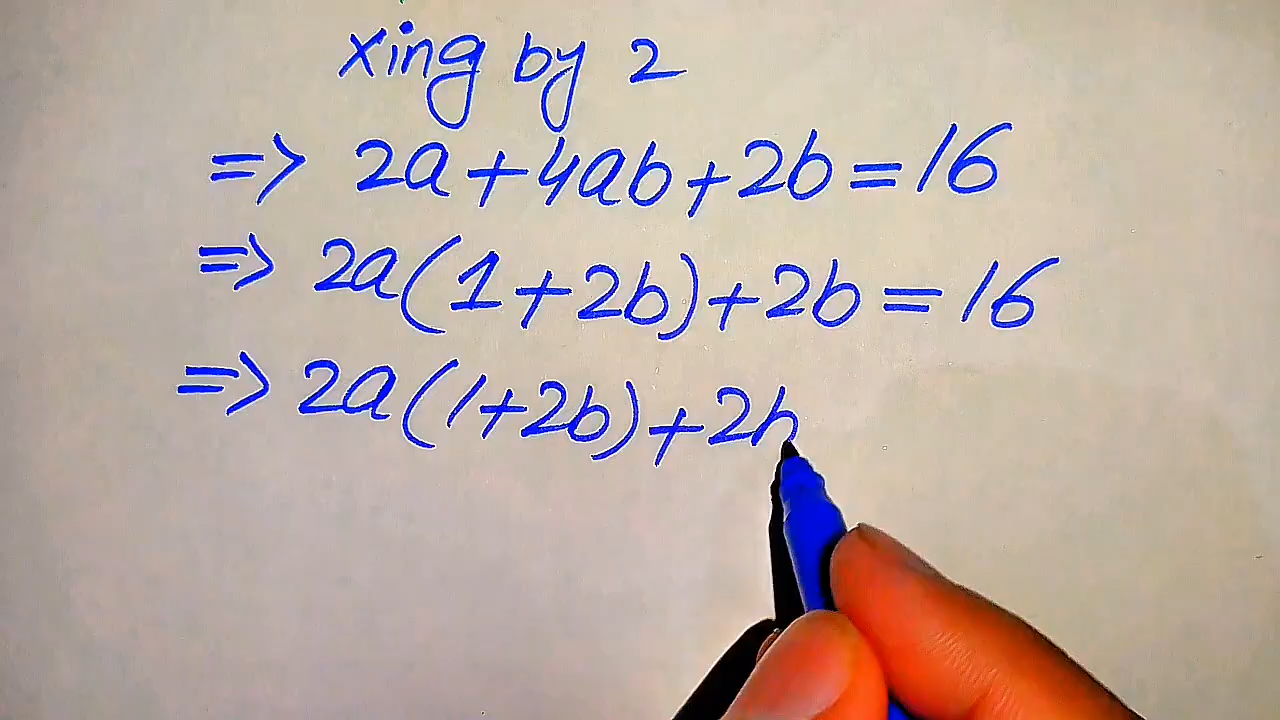 xing by 2
=> 2a+4ab+2b=16
=> 2a(1+2b)+2b=16
=> 2a(1+2b)+2b